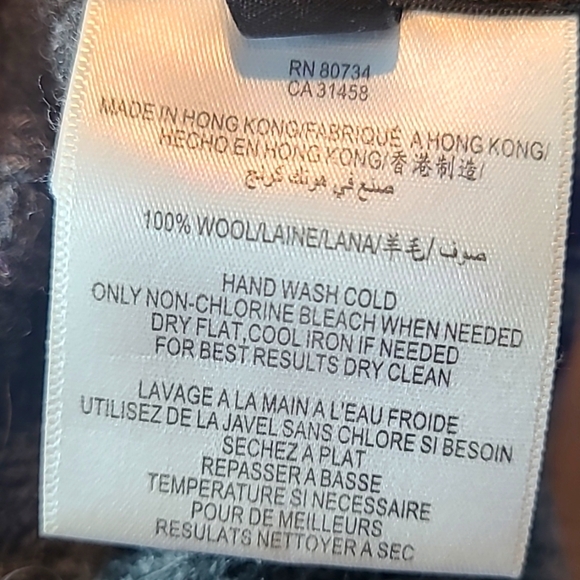 RN 80734
CA 31458
MADE IN HONG KONG/FABRIQUÉ A HONG KONG/
HECHO EN HONG KONG/香港制造/
صنع في هونك كونج
100% WOOL/LAINE/LANA/羊毛/صوف
HAND WASH COLD
ONLY NON-CHLORINE BLEACH WHEN NEEDED
DRY FLAT,COOL IRON IF NEEDED
FOR BEST RESULTS DRY CLEAN
LAVAGE A LA MAIN A L'EAU FROIDE
UTILISEZ DE LA JAVEL SANS CHLORE SI BESOIN
SECHEZ A PLAT
REPASSER A BASSE
TEMPERATURE SI NECESSAIRE
POUR DE MEILLEURS
RESULATS NETTOYER A SEC